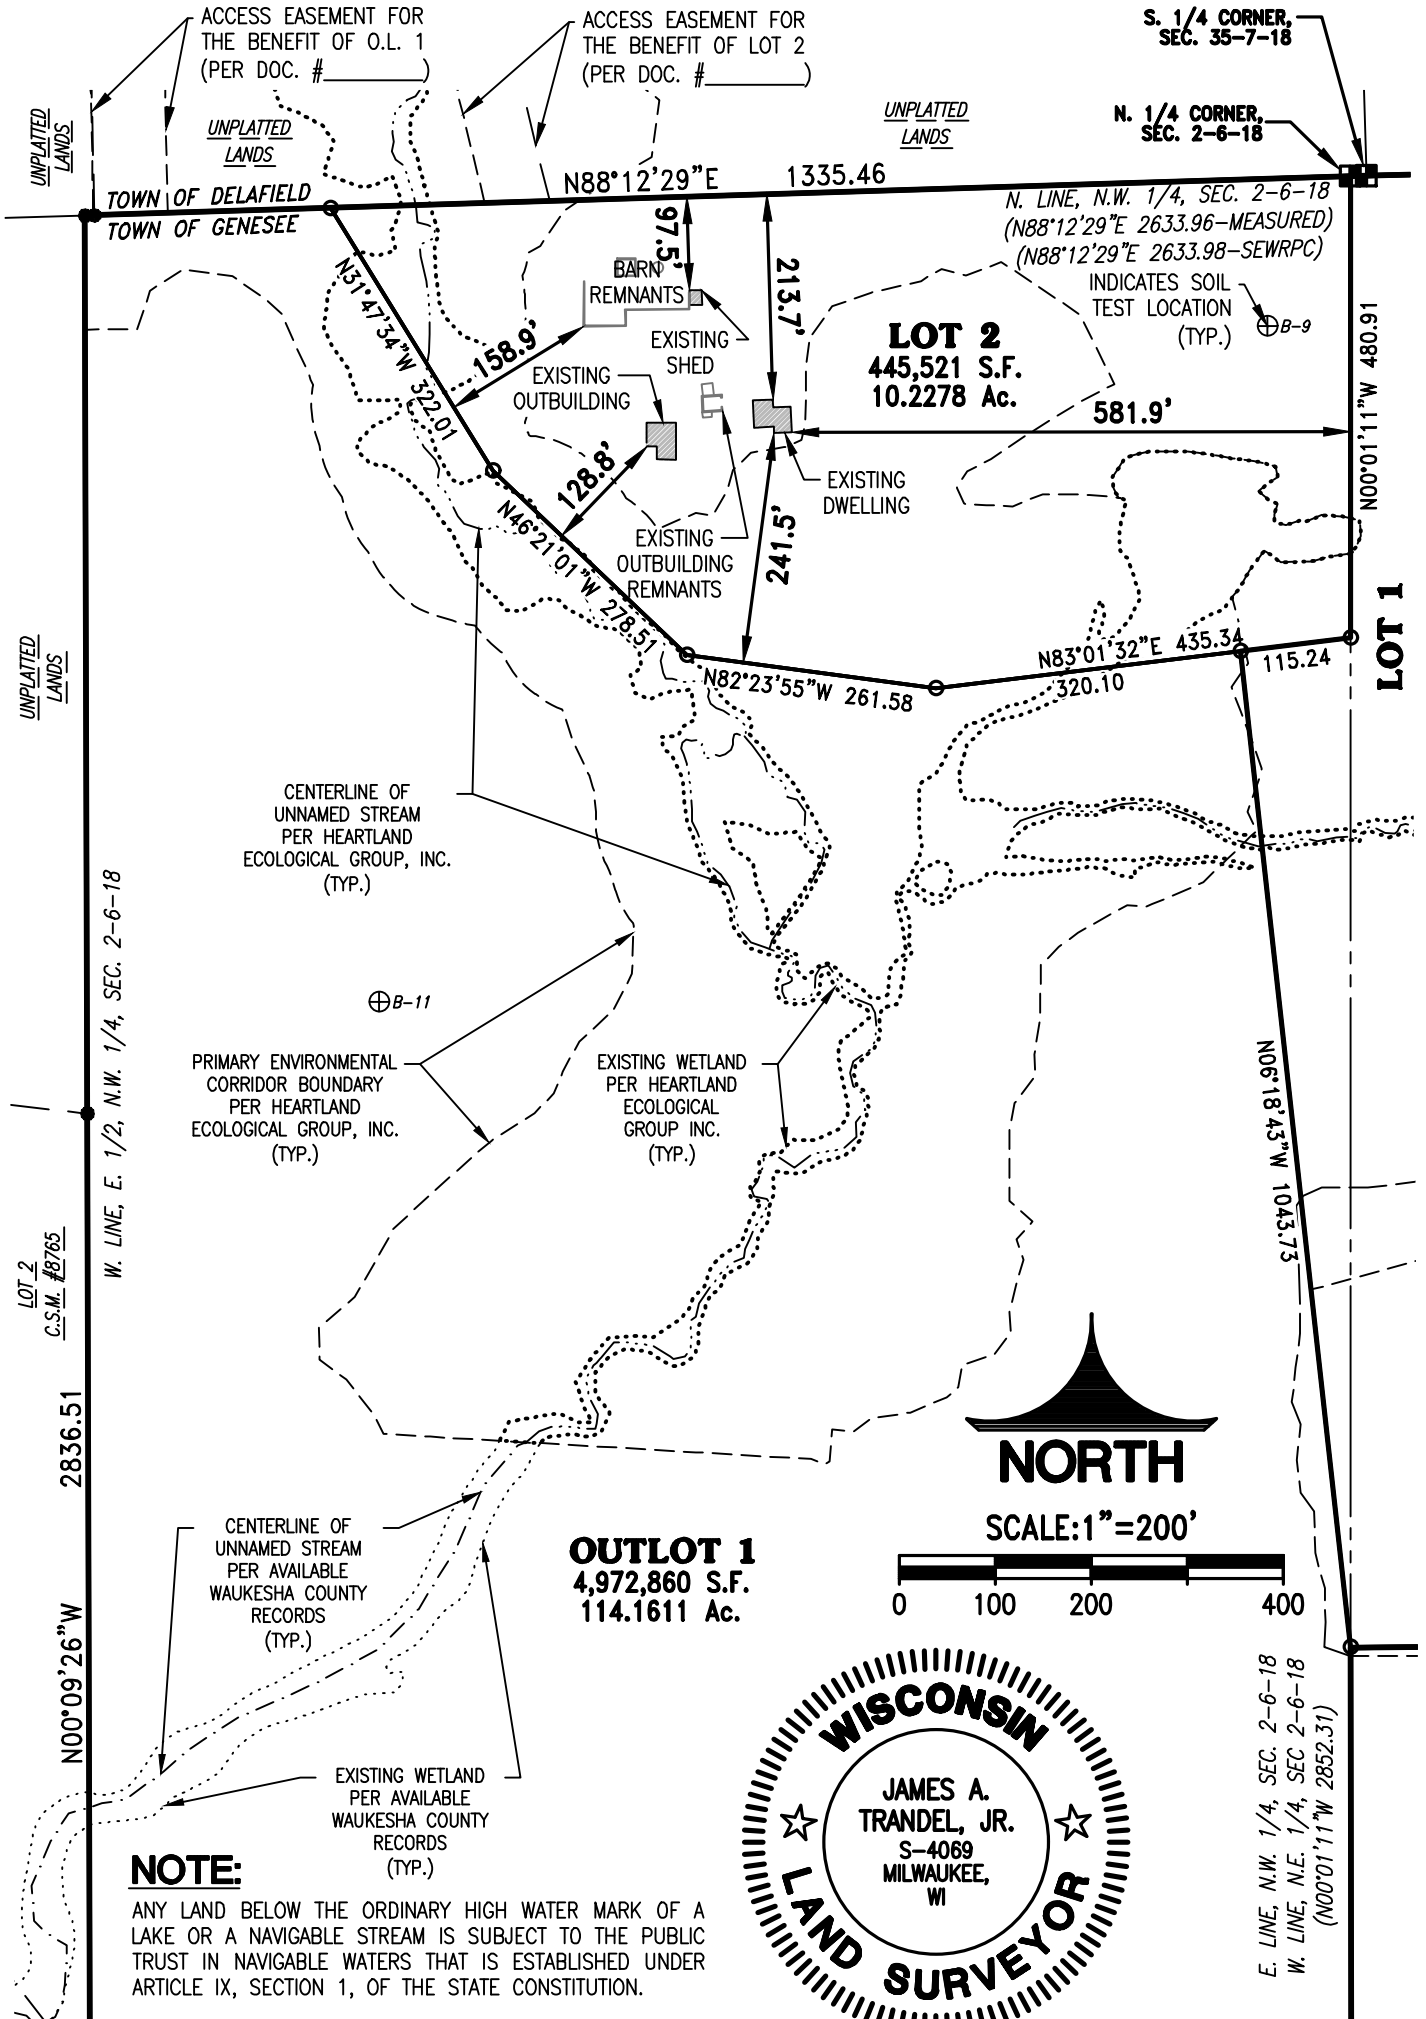 ACCESS EASEMENT FOR
THE BENEFIT OF O.L. 1
(PER DOC. #__________)
ACCESS EASEMENT FOR
THE BENEFIT OF LOT 2
(PER DOC. #__________)
S. 1/4 CORNER,
SEC. 35-7-18
N. 1/4 CORNER,
SEC. 2-6-18
UNPLATTED
LANDS
UNPLATTED
LANDS
UNPLATTED
LANDS
TOWN OF DELAFIELD
TOWN OF GENESEE
N88°12'29"E 1335.46
N. LINE, N.W. 1/4, SEC. 2-6-18
(N88°12'29"E 2633.96-MEASURED)
(N88°12'29"E 2633.98-SEWRPC)
INDICATES SOIL
TEST LOCATION
(TYP.)
B-9
97.5'
213.7'
BARN
REMNANTS
EXISTING
SHED
N31°47'34"W 322.01
158.9'
EXISTING
OUTBUILDING
LOT 2
445,521 S.F.
10.2278 Ac.
581.9'
N00°01'11"W 480.91
128.8'
EXISTING
DWELLING
EXISTING
OUTBUILDING
REMNANTS
241.5'
N46°21'01"W 278.51
N82°23'55"W 261.58
N83°01'32"E 435.34
320.10
115.24
LOT 1
UNPLATTED
LANDS
CENTERLINE OF
UNNAMED STREAM
PER HEARTLAND
ECOLOGICAL GROUP, INC.
(TYP.)
W. LINE, E. 1/2, N.W. 1/4, SEC. 2-6-18
B-11
PRIMARY ENVIRONMENTAL
CORRIDOR BOUNDARY
PER HEARTLAND
ECOLOGICAL GROUP, INC.
(TYP.)
EXISTING WETLAND
PER HEARTLAND
ECOLOGICAL
GROUP INC.
(TYP.)
N06°18'43"W 1043.73
LOT 2
C.S.M. #8765
N00°09'26"W 2836.51
NORTH
SCALE:1"=200'
0 100 200 400
CENTERLINE OF
UNNAMED STREAM
PER AVAILABLE
WAUKESHA COUNTY
RECORDS
(TYP.)
OUTLOT 1
4,972,860 S.F.
114.1611 Ac.
EXISTING WETLAND
PER AVAILABLE
WAUKESHA COUNTY
RECORDS
(TYP.)
WISCONSIN
JAMES A.
TRANDEL, JR.
S-4069
MILWAUKEE,
WI
LAND SURVEYOR
E. LINE, N.W. 1/4, SEC. 2-6-18
W. LINE, N.E. 1/4, SEC 2-6-18
(N00°01'11"W 2852.31)
NOTE:
ANY LAND BELOW THE ORDINARY HIGH WATER MARK OF A
LAKE OR A NAVIGABLE STREAM IS SUBJECT TO THE PUBLIC
TRUST IN NAVIGABLE WATERS THAT IS ESTABLISHED UNDER
ARTICLE IX, SECTION 1, OF THE STATE CONSTITUTION.